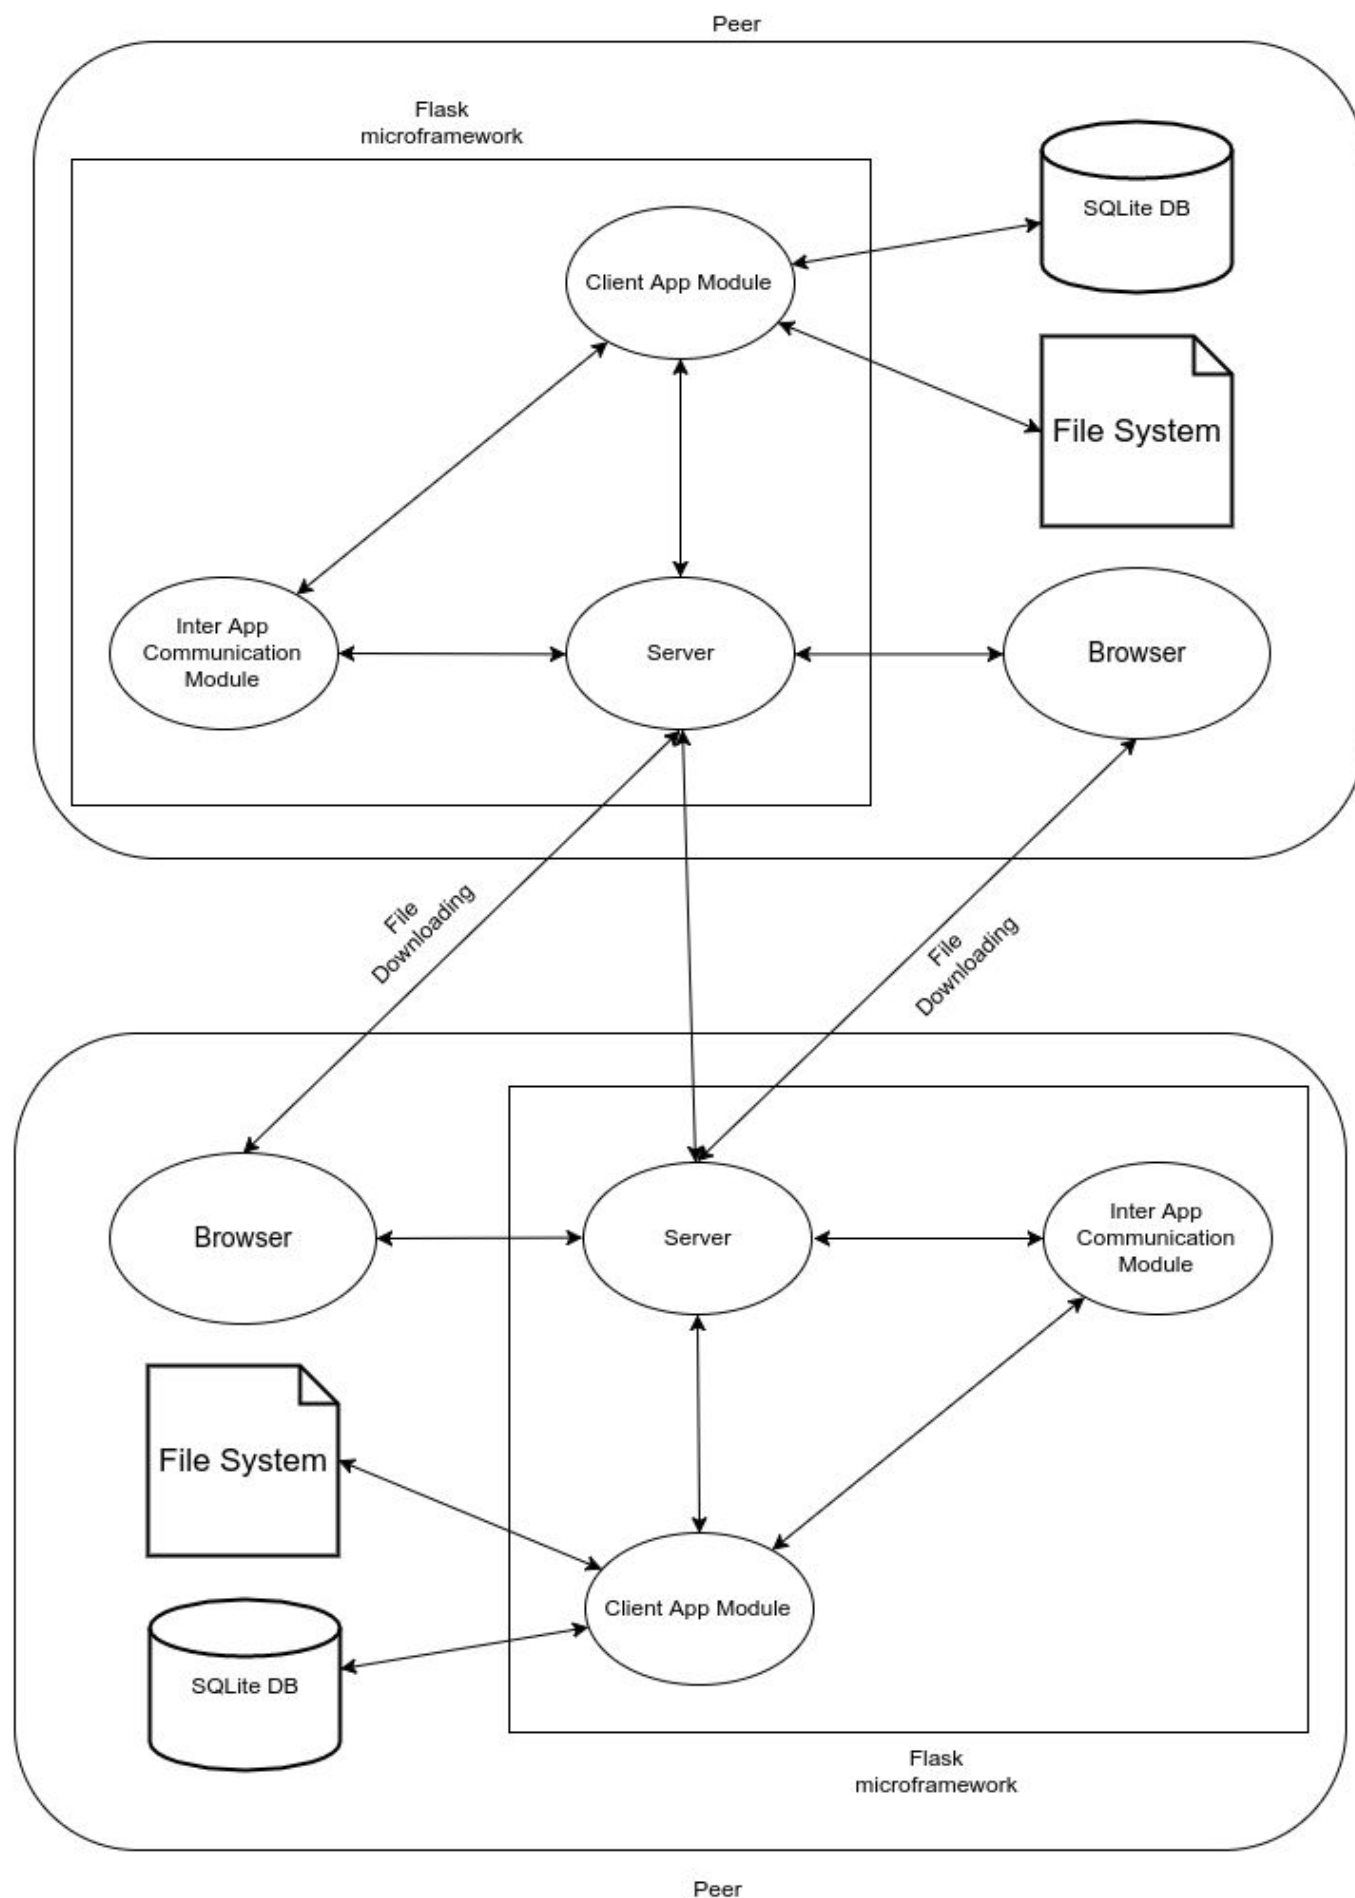 Peer
Flask
microframework
SQLite DB
Client App Module
File System
Inter App
Communication
Module
Server
Browser
File
Downloading
File
Downloading
Browser
Server
Inter App
Communication
Module
File System
Client App Module
SQLite DB
Flask
microframework
Peer